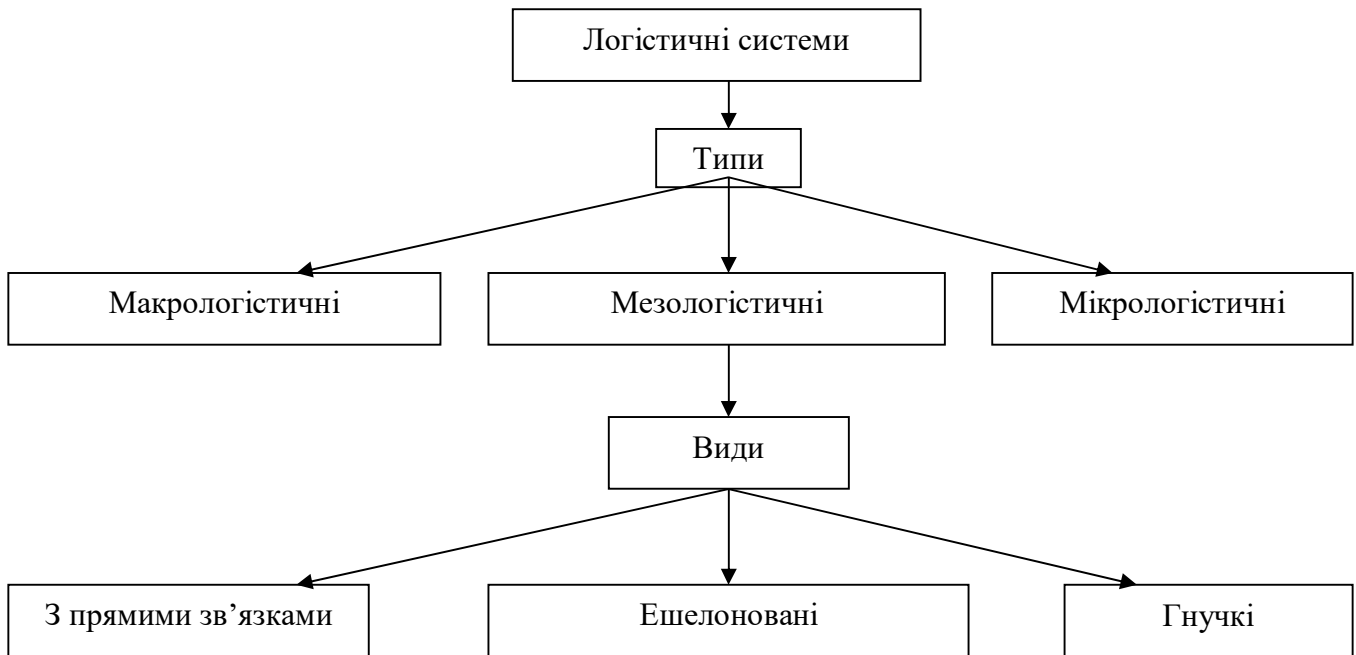 Логістичні системи
Типи
Макрологістичні
Мезологістичні
Мікрологістичні
Види
З прямими зв’язками
Ешелоновані
Гнучкі